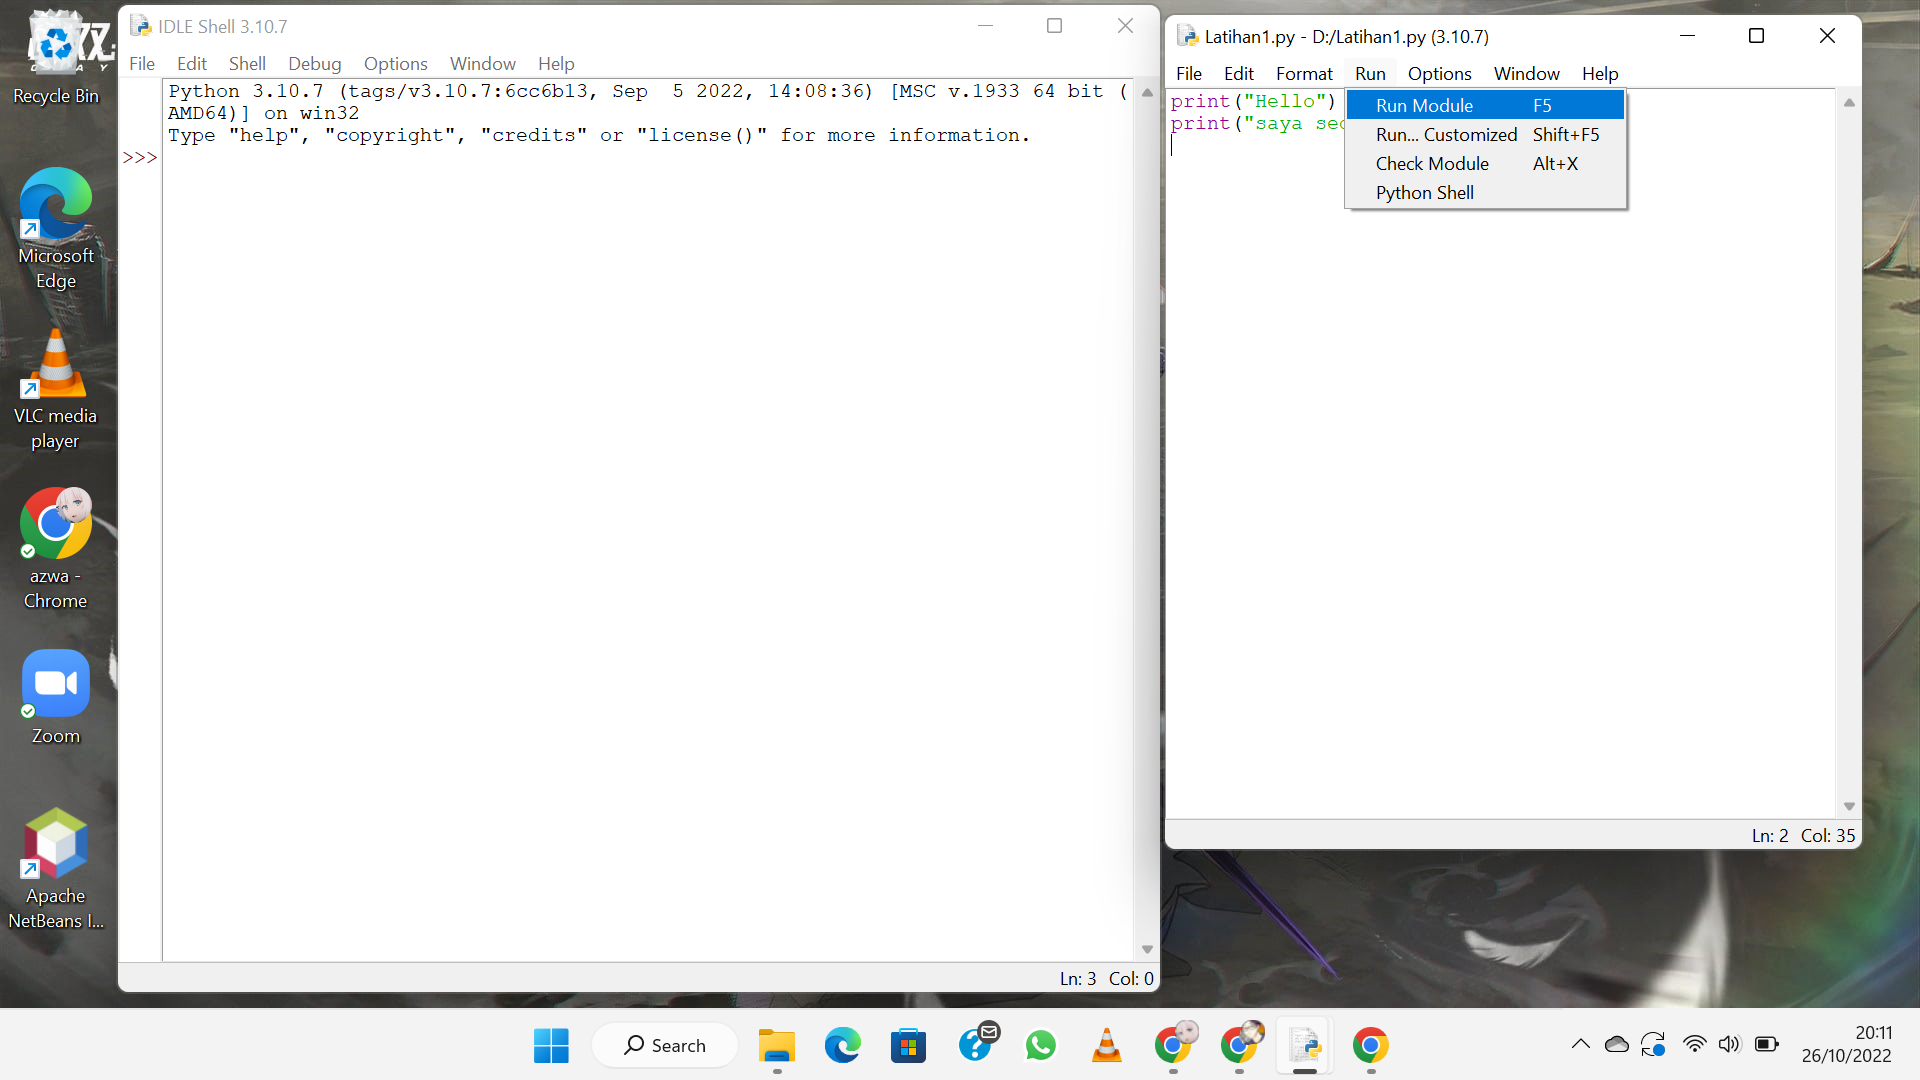 Recycle Bin
Microsoft
Edge
VLC media
player
azwa -
Chrome
Zoom
Apache
NetBeans I...
IDLE Shell 3.10.7
File Edit Shell Debug Options Window Help
Python 3.10.7 (tags/v3.10.7:6cc6b13, Sep  5 2022, 14:08:36) [MSC v.1933 64 bit (
AMD64)] on win32
Type "help", "copyright", "credits" or "license()" for more information.
>>>
Ln: 3 Col: 0
Latihan1.py - D:/Latihan1.py (3.10.7)
File Edit Format Run Options Window Help
print("Hello")
print("saya
Run Module F5
Run... Customized Shift+F5
Check Module Alt+X
Python Shell
Ln: 2 Col: 35
Search
20:11
26/10/2022